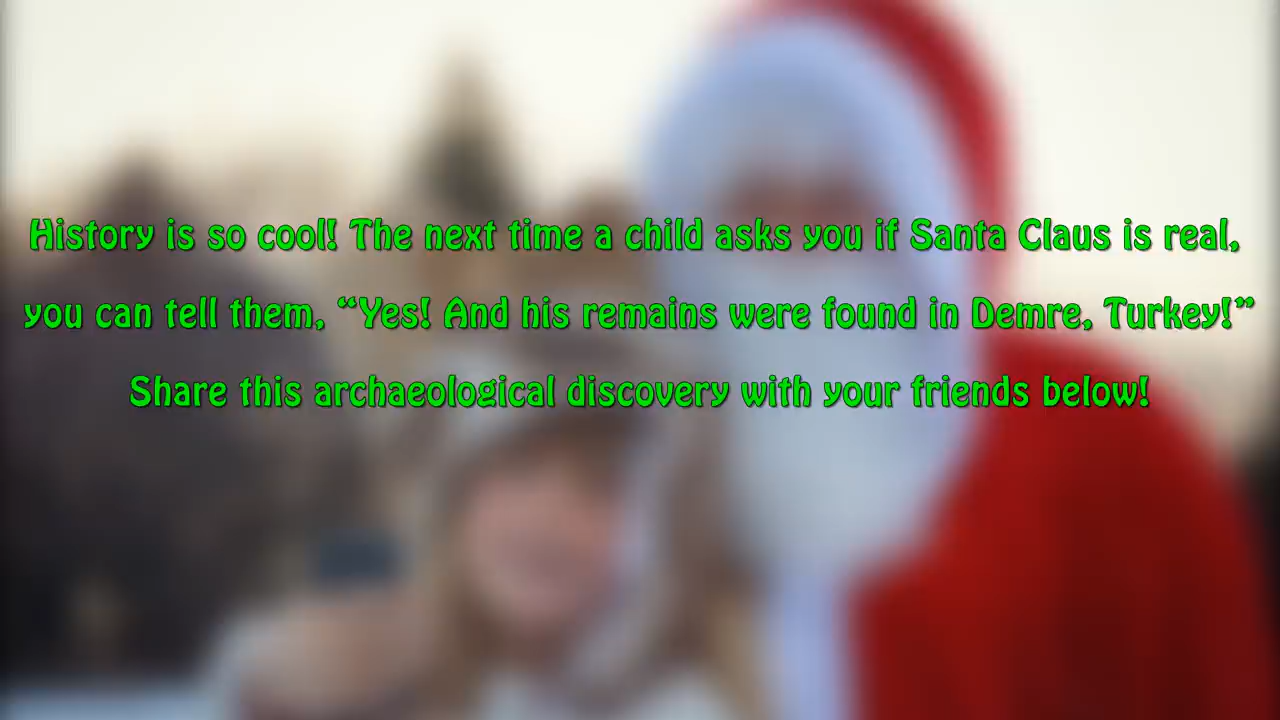 History is so cool! The next time a child asks you if Santa Claus is real,
you can tell them, “Yes! And his remains were found in Demre, Turkey!”
Share this archaeological discovery with your friends below!